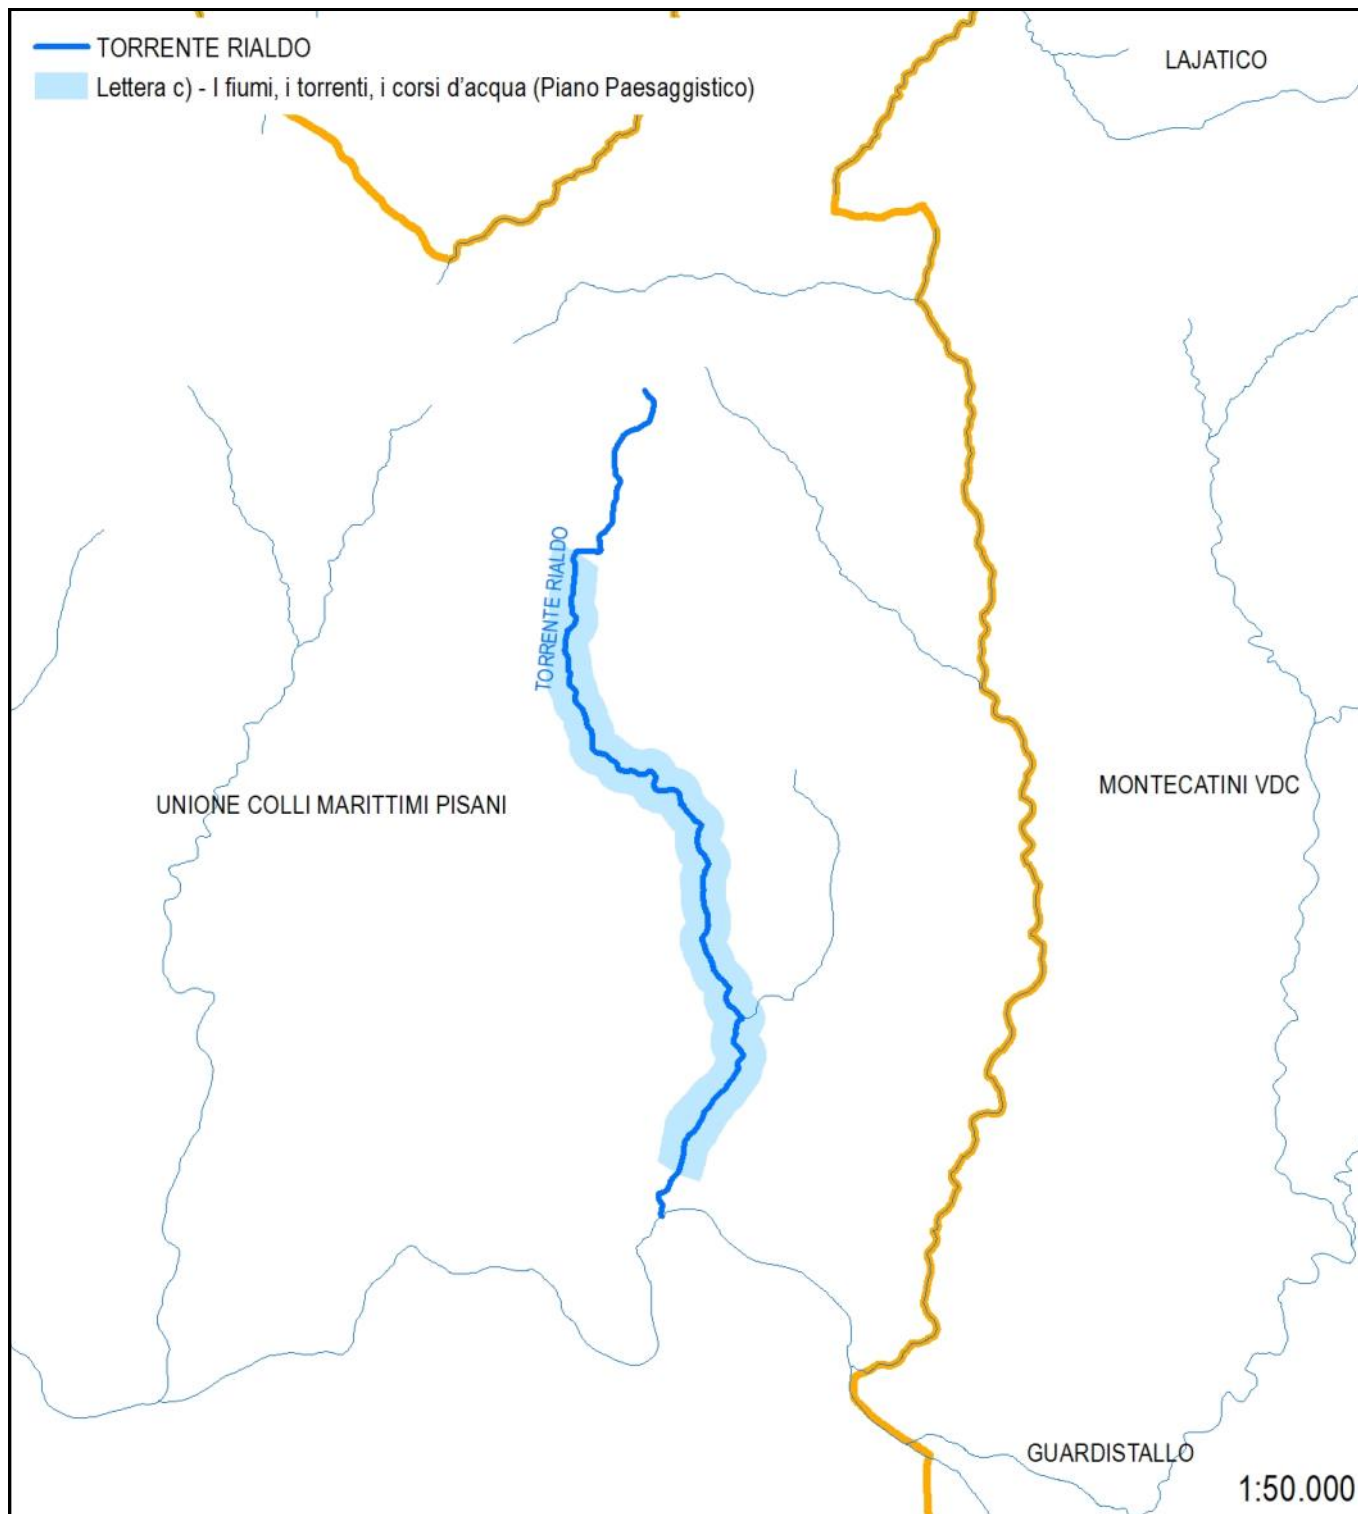 TORRENTE RIALDO
Lettera c) - I fiumi, i torrenti, i corsi d'acqua (Piano Paesaggistico)
LAJATICO
TORRENTE RIALDO
UNIONE COLLI MARITTIMI PISANI
MONTECATINI VDC
GUARDISTALLO
1:50.000